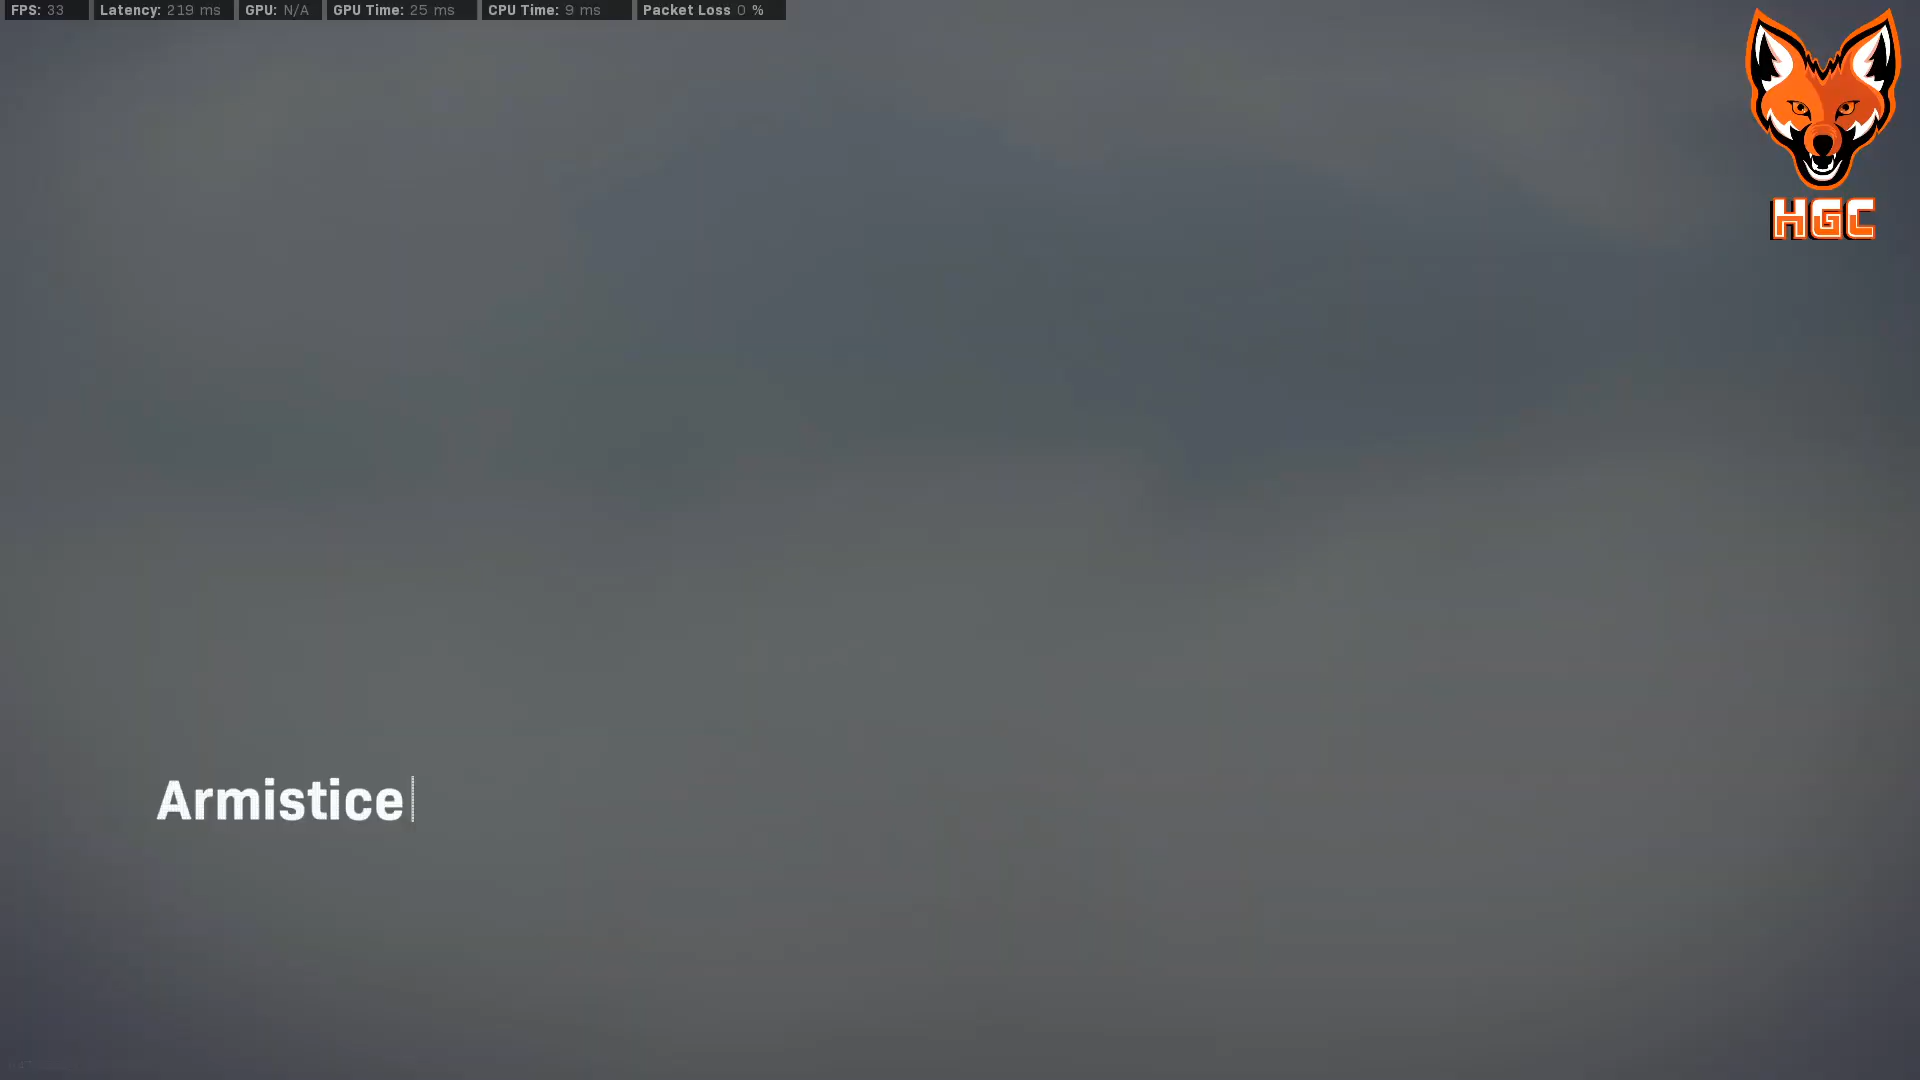 FPS: 33 Latency: 219 ms GPU: N/A GPU Time: 25 ms CPU Time: 9 ms Packet Loss 0 %
HGC
Armistice